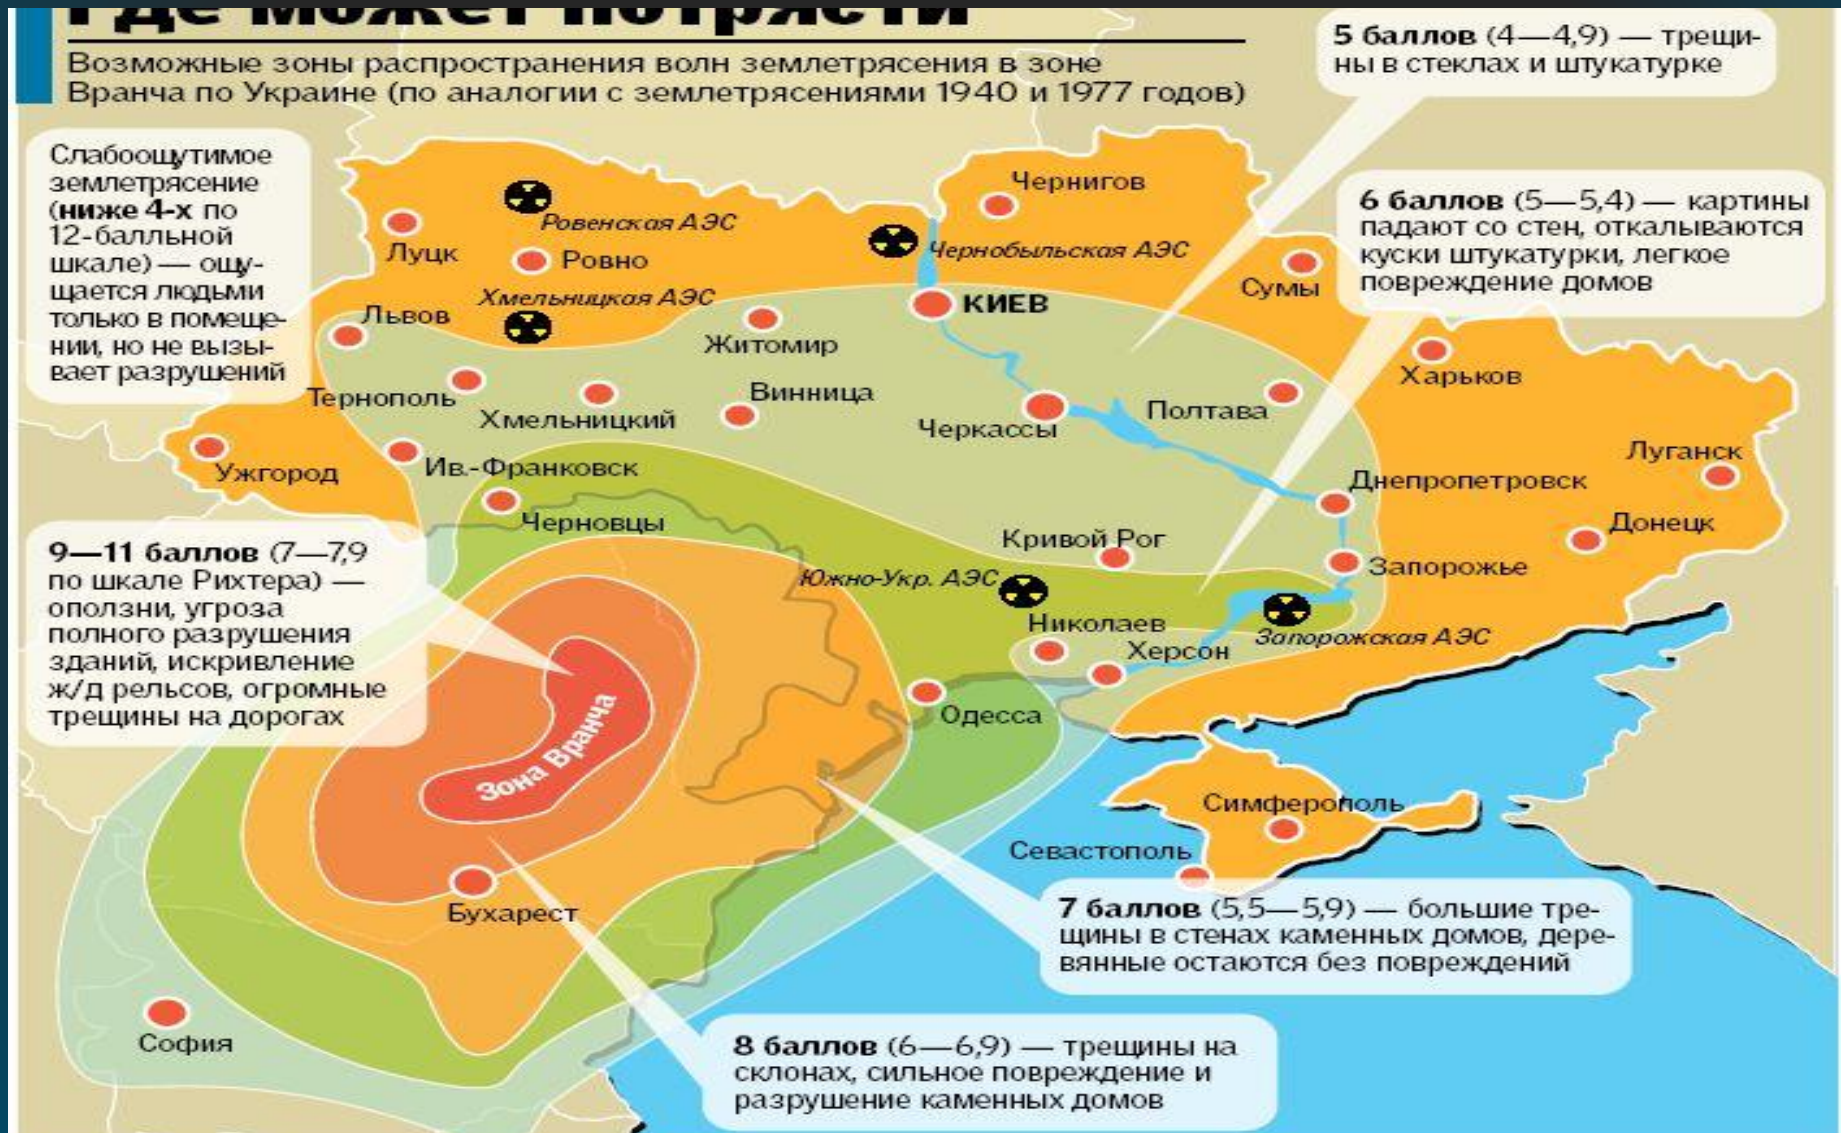 Где может потрясти
Возможные зоны распространения волн землетрясения в зоне
Вранча по Украине (по аналогии с землетрясениями 1940 и 1977 годов)
5 баллов (4—4,9) — трещи-
ны в стеклах и штукатурке
Слабоощутимое
землетрясение
(ниже 4-х по
12-балльной
шкале) — ощу-
щается людьми
только в помеще-
нии, но не вызы-
вает разрушений
6 баллов (5—5,4) — картины
падают со стен, откалываются
куски штукатурки, легкое
повреждение домов
Чернигов
Ровенская АЭС
Луцк
Ровно
Чернобыльская АЭС
Сумы
Хмельницкая АЭС
КИЕВ
Львов
Житомир
Харьков
Тернополь
Хмельницкий
Винница
Черкассы
Полтава
Луганск
Ужгород
Ив.-Франковск
Днепропетровск
Черновцы
Донецк
Кривой Рог
Запорожье
Южно-Укр. АЭС
Николаев
Запорожская АЭС
Херсон
9—11 баллов (7—7,9
по шкале Рихтера) —
оползни, угроза
полного разрушения
зданий, искривление
ж/д рельсов, огромные
трещины на дорогах
Одесса
Зона Вранча
Симферополь
Севастополь
Бухарест
7 баллов (5,5—5,9) — большие тре-
щины в стенах каменных домов, дере-
вянные остаются без повреждений
София
8 баллов (6—6,9) — трещины на
склонах, сильное повреждение и
разрушение каменных домов